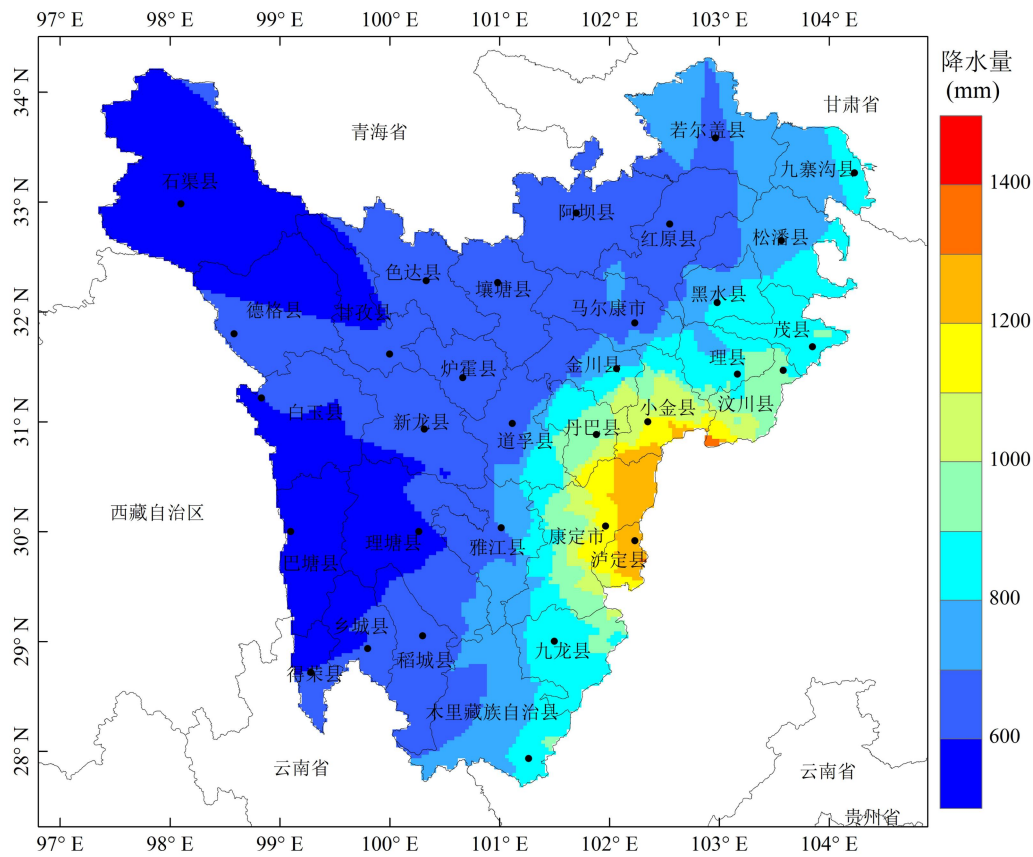 97° E 98° E 99° E 100° E 101° E 102° E 103° E 104° E
降水量
(mm)
34° N
33° N
32° N
31° N
30° N
29° N
28° N
甘肃省
青海省
若尔盖县
九寨沟县
石渠县
阿坝县
红原县
松潘县
色达县
壤塘县
黑水县
德格县
甘孜县
马尔康市
茂县
理县
金川县
炉霍县
汶川县
小金县
白玉县
新龙县
丹巴县
道孚县
西藏自治区
理塘县
雅江县
康定市
泸定县
巴塘县
乡城县
稻城县
九龙县
得荣县
木里藏族自治县
云南省
云南省
贵州省
1400
1200
1000
800
600
97° E 98° E 99° E 100° E 101° E 102° E 103° E 104° E